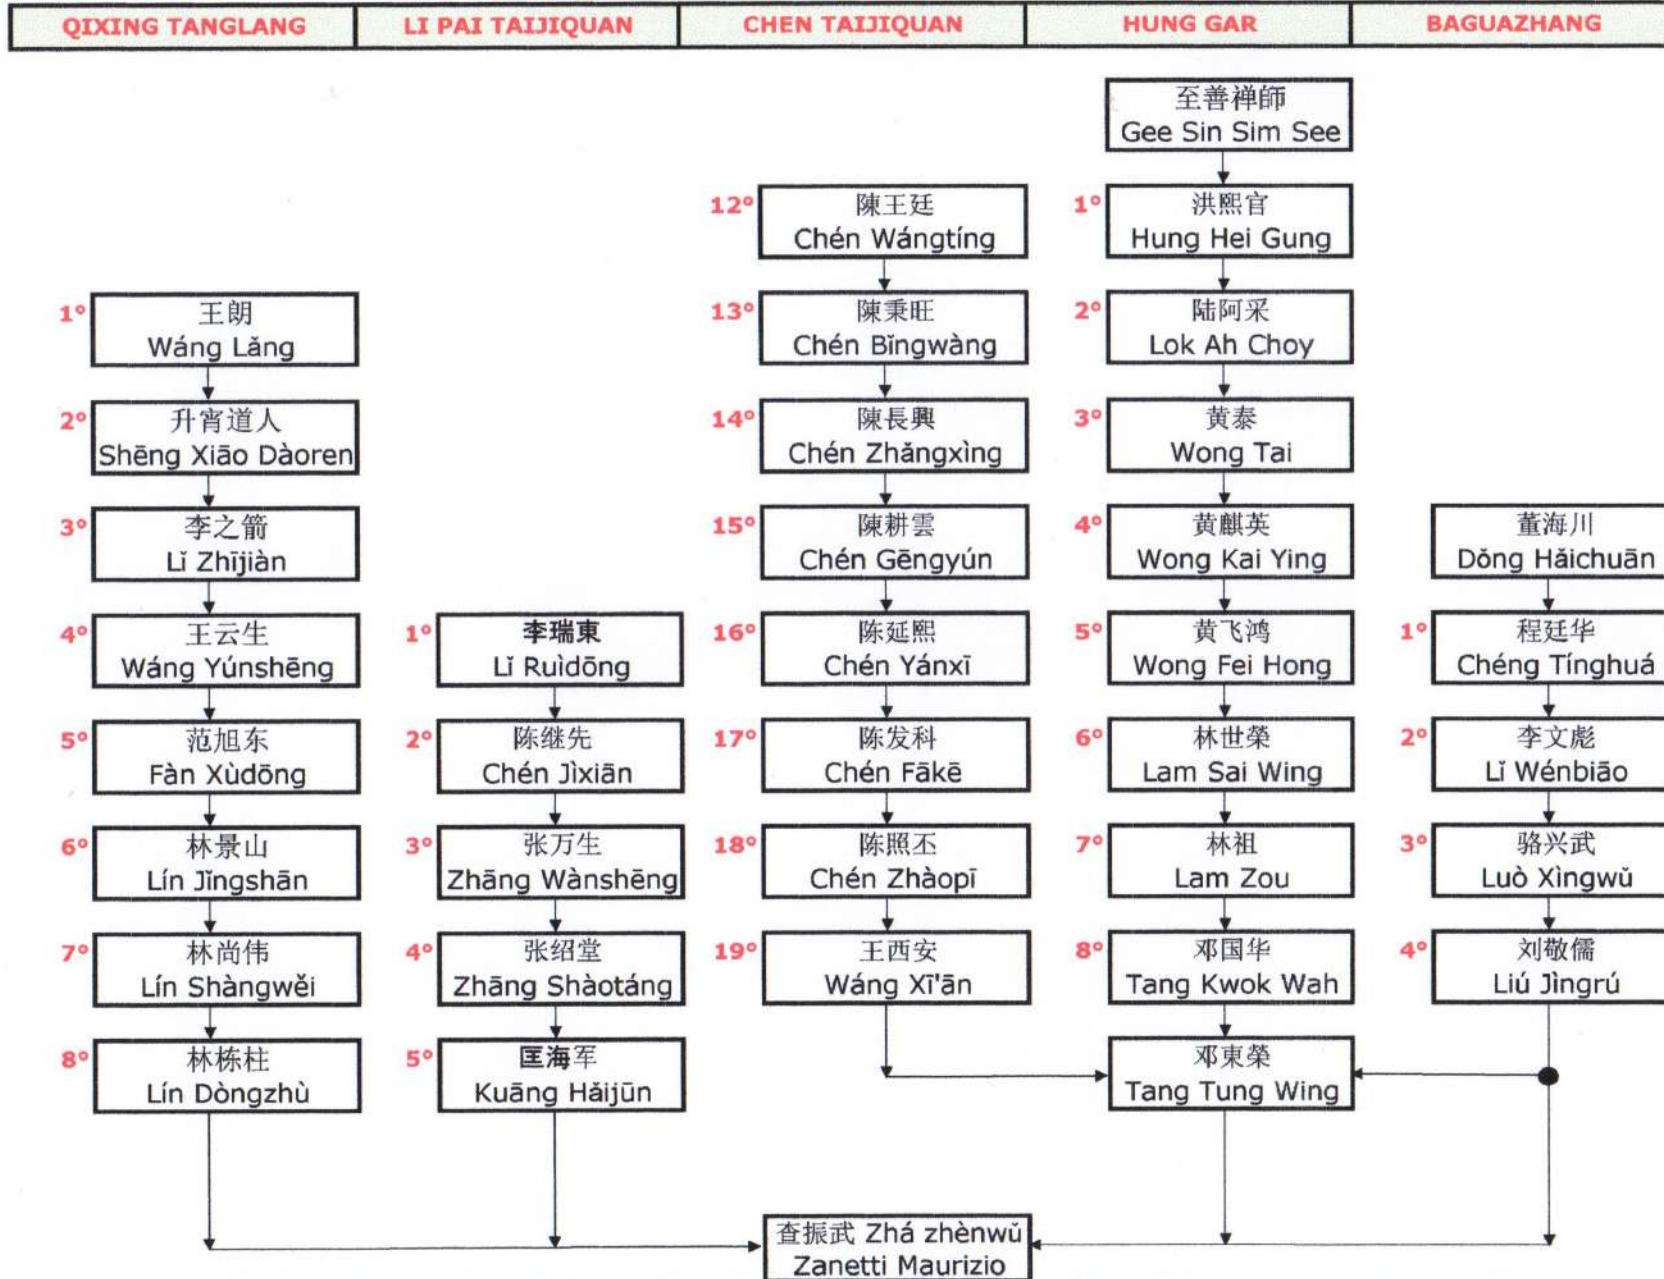 QIXING TANGLANG
LI PAI TAIJIQUAN
CHEN TAIJIQUAN
HUNG GAR
BAGUAZHANG
至善禅師
Gee Sin Sim See
12°
陳王廷
Chén Wángtíng
1°
洪熙官
Hung Hei Gung
1°
王朗
Wáng Lǎng
13°
陳秉旺
Chén Bǐngwàng
2°
陆阿采
Lok Ah Choy
2°
升宵道人
Shēng Xiāo Dàoren
14°
陳長興
Chén Zhǎngxìng
3°
黄泰
Wong Tai
3°
李之箭
Lǐ Zhījiàn
15°
陳耕雲
Chén Gēngyún
4°
黄麒英
Wong Kai Ying
董海川
Dǒng Hǎichuān
4°
王云生
Wáng Yúnshēng
1°
李瑞東
Lǐ Ruìdōng
16°
陈延熙
Chén Yánxī
5°
黄飞鸿
Wong Fei Hong
1°
程廷华
Chéng Tínghuá
5°
范旭东
Fàn Xùdōng
2°
陈继先
Chén Jìxiān
17°
陈发科
Chén Fākē
6°
林世榮
Lam Sai Wing
2°
李文彪
Lǐ Wénbiāo
6°
林景山
Lín Jǐngshān
3°
张万生
Zhāng Wànshēng
18°
陈照丕
Chén Zhàopī
7°
林祖
Lam Zou
3°
骆兴武
Luò Xìngwǔ
7°
林尚伟
Lín Shàngwěi
4°
张绍堂
Zhāng Shàotáng
19°
王西安
Wáng Xī'ān
8°
邓国华
Tang Kwok Wah
4°
刘敬儒
Liú Jìngrú
8°
林栋柱
Lín Dòngzhù
5°
匡海军
Kuāng Hǎijūn
邓東榮
Tang Tung Wing
查振武 Zhá zhènwǔ
Zanetti Maurizio